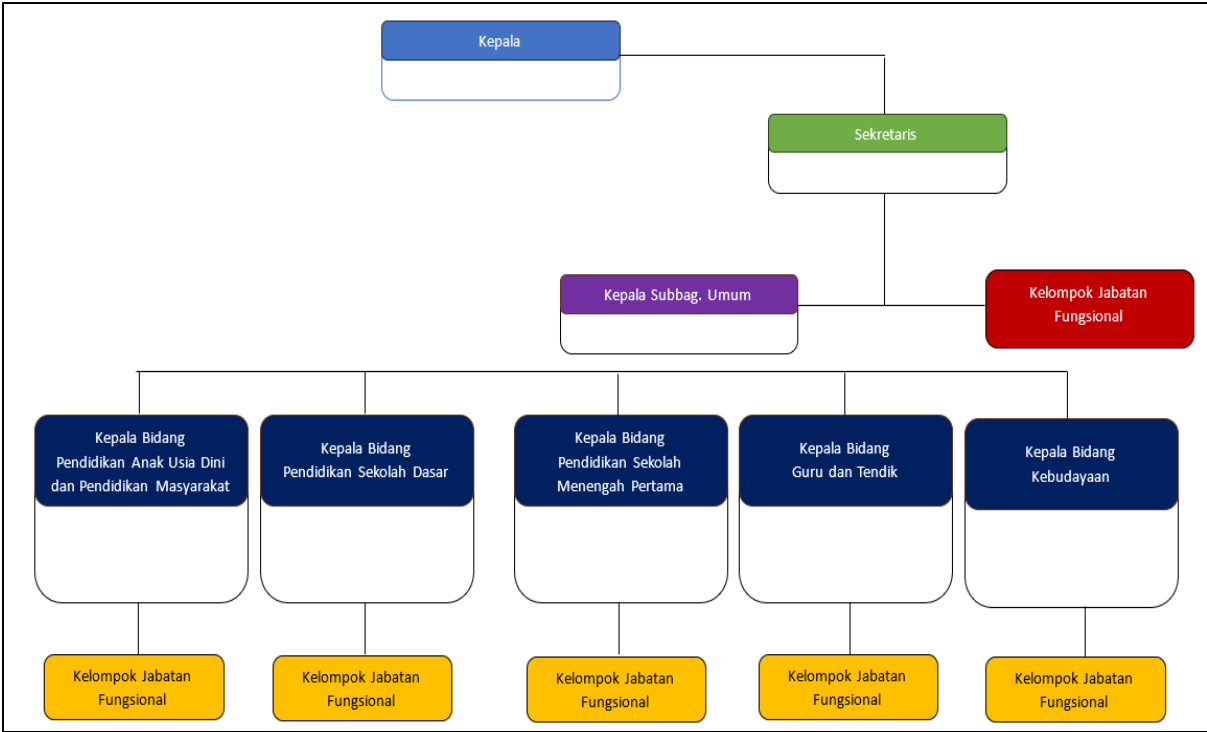 Kepala
Sekretaris
Kepala Subbag. Umum
Kelompok Jabatan
Fungsional
Kepala Bidang
Pendidikan Anak Usia Dini
dan Pendidikan Masyarakat
Kepala Bidang
Pendidikan Sekolah Dasar
Kepala Bidang
Pendidikan Sekolah
Menengah Pertama
Kepala Bidang
Guru dan Tendik
Kepala Bidang
Kebudayaan
Kelompok Jabatan
Fungsional
Kelompok Jabatan
Fungsional
Kelompok Jabatan
Fungsional
Kelompok Jabatan
Fungsional
Kelompok Jabatan
Fungsional